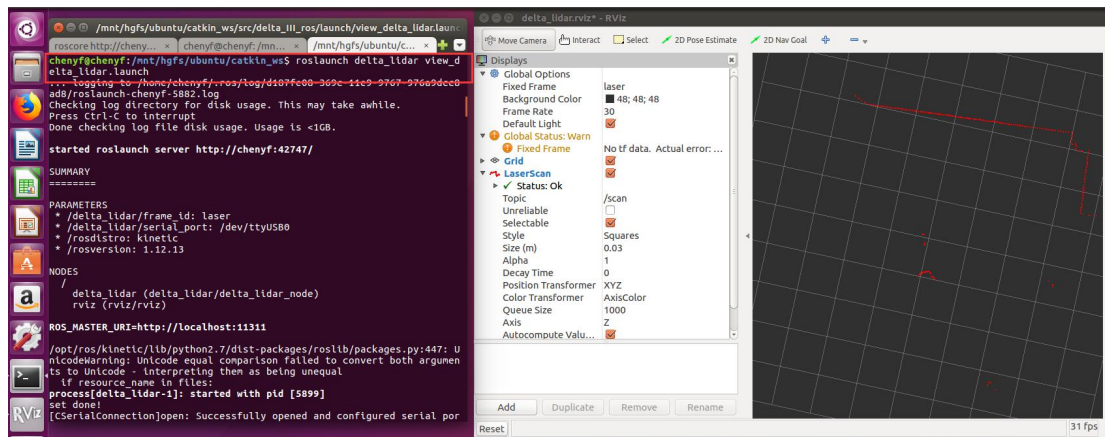 /mnt/hgfs/ubuntu/catkin_ws/src/delta_III_ros/launch/view_delta_lidar.launc
roscore http://cheny... × chenyf@chenyf: /mn... × /mnt/hgfs/ubuntu/c... ×
chenyf@chenyf:/mnt/hgfs/ubuntu/catkin_ws$ roslaunch delta_lidar view_d
elta_lidar.launch
... logging to /home/chenyf/.ros/log/d187fe08-369c-11e9-9767-976a9dec8
ad8/roslaunch-chenyf-5882.log
Checking log directory for disk usage. This may take awhile.
Press Ctrl-C to interrupt
Done checking log file disk usage. Usage is <1GB.
started roslaunch server http://chenyf:42747/
SUMMARY
========
PARAMETERS
* /delta_lidar/frame_id: laser
* /delta_lidar/serial_port: /dev/ttyUSB0
* /rosdistro: kinetic
* /rosversion: 1.12.13
NODES
/
delta_lidar (delta_lidar/delta_lidar_node)
rviz (rviz/rviz)
ROS_MASTER_URI=http://localhost:11311
/opt/ros/kinetic/lib/python2.7/dist-packages/roslib/packages.py:447: U
nicodeWarning: Unicode equal comparison failed to convert both argumen
ts to Unicode - interpreting them as being unequal
if resource_name in files:
process[delta_lidar-1]: started with pid [5899]
set done!
[CSerialConnection]open: Successfully opened and configured serial por
delta_lidar.rviz* - RViz
Move Camera Interact Select 2D Pose Estimate 2D Nav Goal
Displays
Global Options
Fixed Frame laser
Background Color 48; 48; 48
Frame Rate 30
Default Light
Global Status: Warn
Fixed Frame No tf data. Actual error: ...
Grid
LaserScan
Status: Ok
Topic /scan
Unreliable
Selectable
Style Squares
Size (m) 0.03
Alpha 1
Decay Time 0
Position Transformer XYZ
Color Transformer AxisColor
Queue Size 1000
Axis Z
Autocompute Valu...
Add Duplicate Remove Rename
Reset
31 fps
RViz